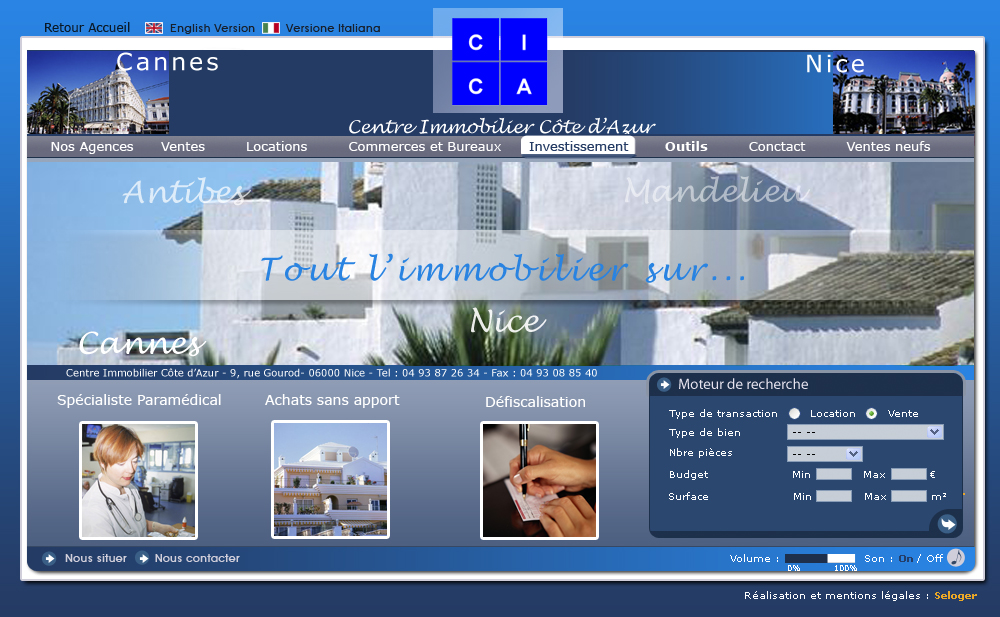 Retour Accueil English Version Versione Italiana
C I
C A
Cannes
Nice
Centre Immobilier Côte d'Azur
Nos Agences Ventes Locations Commerces et Bureaux Investissement Outils Conctact Ventes neufs
Antibes
Mandelieu
Tout l'immobilier sur...
Nice
Cannes
Centre Immobilier Côte d'Azur - 9, rue Gourod- 06000 Nice - Tel : 04 93 87 26 34 - Fax : 04 93 08 85 40
Spécialiste Paramédical
Achats sans apport
Défiscalisation
Moteur de recherche
Type de transaction Location Vente
Type de bien -- --
Nbre pièces -- --
Budget Min Max €
Surface Min Max m²
Nous situer Nous contacter
Volume : 0% 100% Son : On / Off
Réalisation et mentions légales : Seloger